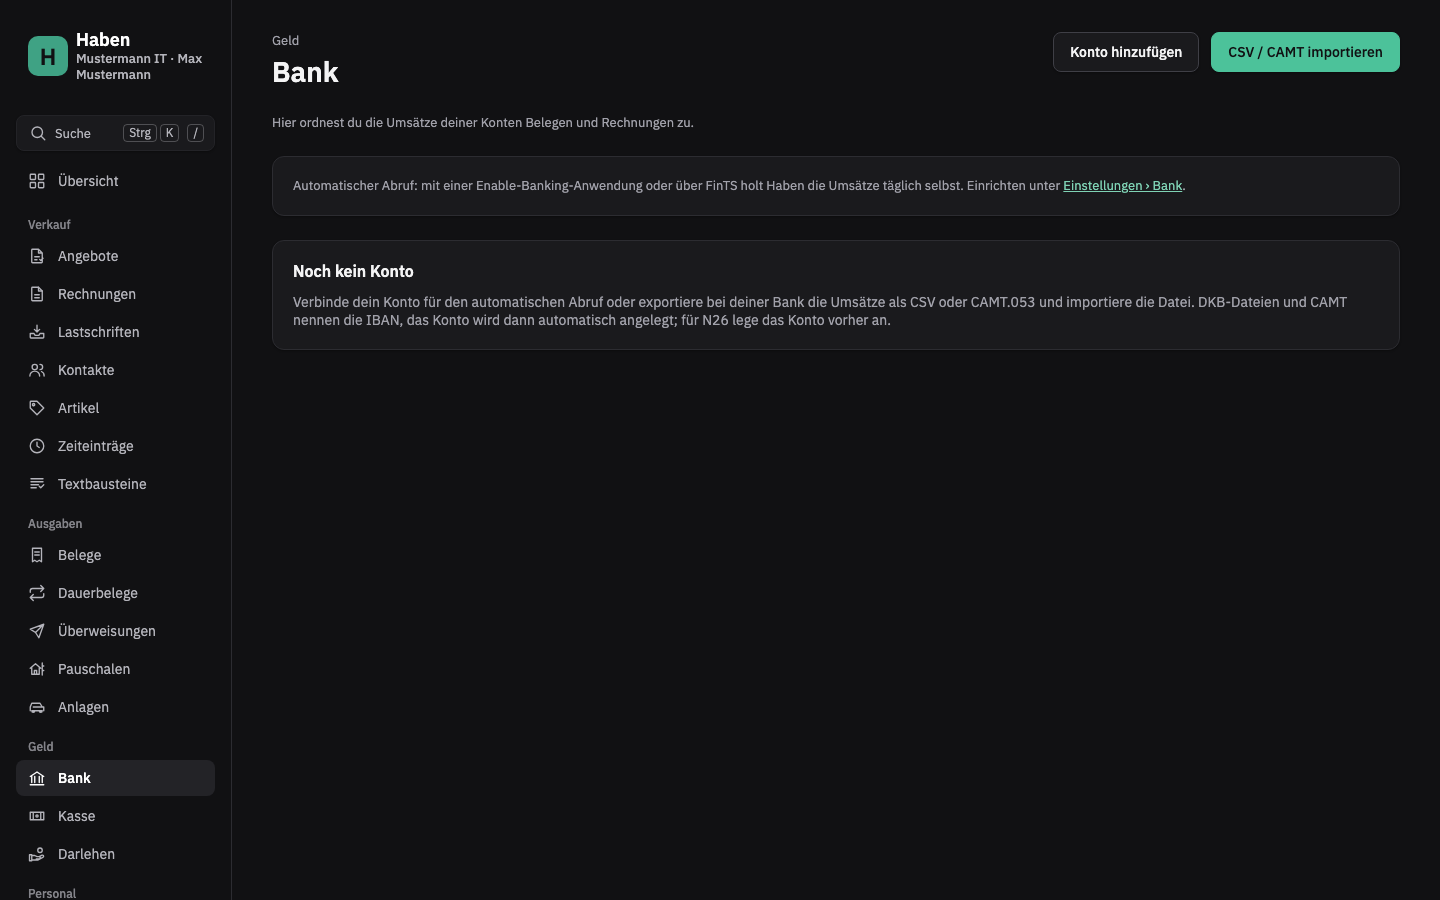 Haben
Mustermann IT · Max
Mustermann
Suche Strg K /
Übersicht
Verkauf
Angebote
Rechnungen
Lastschriften
Kontakte
Artikel
Zeiteinträge
Textbausteine
Ausgaben
Belege
Dauerbelege
Überweisungen
Pauschalen
Anlagen
Geld
Bank
Kasse
Darlehen
Personal
Geld
Bank
Konto hinzufügen
CSV / CAMT importieren
Hier ordnest du die Umsätze deiner Konten Belegen und Rechnungen zu.
Automatischer Abruf: mit einer Enable-Banking-Anwendung oder über FinTS holt Haben die Umsätze täglich selbst. Einrichten unter Einstellungen › Bank.
Noch kein Konto
Verbinde dein Konto für den automatischen Abruf oder exportiere bei deiner Bank die Umsätze als CSV oder CAMT.053 und importiere die Datei. DKB-Dateien und CAMT
nennen die IBAN, das Konto wird dann automatisch angelegt; für N26 lege das Konto vorher an.